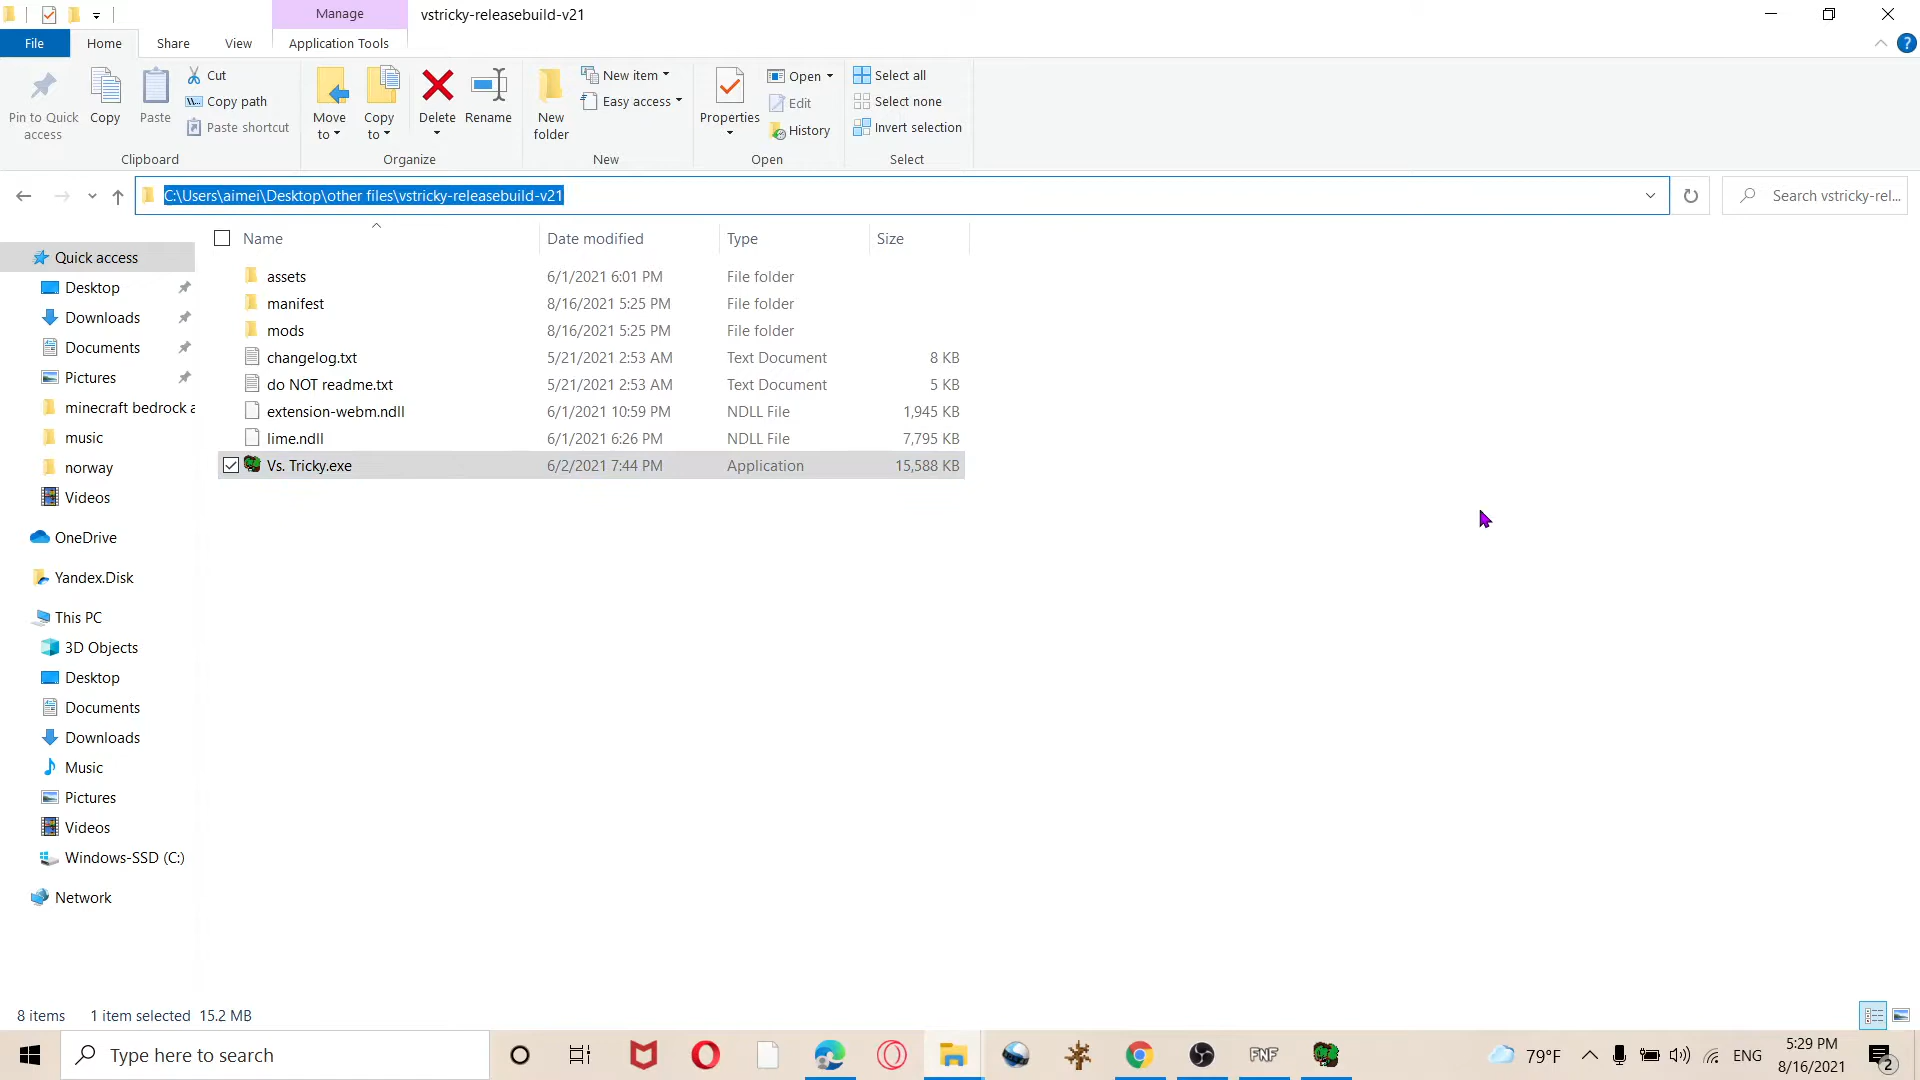 Manage
vstricky-releasebuild-v21
File
Home
Share
View
Application Tools
?
Pin to Quick access
Copy
Paste
Cut
Copy path
Paste shortcut
Move to
Copy to
Delete
Rename
New folder
New item
Easy access
Properties
Open
Edit
History
Select all
Select none
Invert selection
Clipboard
Organize
New
Open
Select
C:\Users\aimei\Desktop\other files\vstricky-releasebuild-v21
Search vstricky-rel...
Name Date modified Type Size
assets 6/1/2021 6:01 PM File folder
manifest 8/16/2021 5:25 PM File folder
mods 8/16/2021 5:25 PM File folder
changelog.txt 5/21/2021 2:53 AM Text Document 8 KB
do NOT readme.txt 5/21/2021 2:53 AM Text Document 5 KB
extension-webm.ndll 6/1/2021 10:59 PM NDLL File 1,945 KB
lime.ndll 6/1/2021 6:26 PM NDLL File 7,795 KB
Vs. Tricky.exe 6/2/2021 7:44 PM Application 15,588 KB
Quick access
Desktop
Downloads
Documents
Pictures
minecraft bedrock a
music
norway
Videos
OneDrive
Yandex.Disk
This PC
3D Objects
Desktop
Documents
Downloads
Music
Pictures
Videos
Windows-SSD (C:)
Network
8 items 1 item selected 15.2 MB
Type here to search
FNF
79°F
ENG
5:29 PM
8/16/2021
2